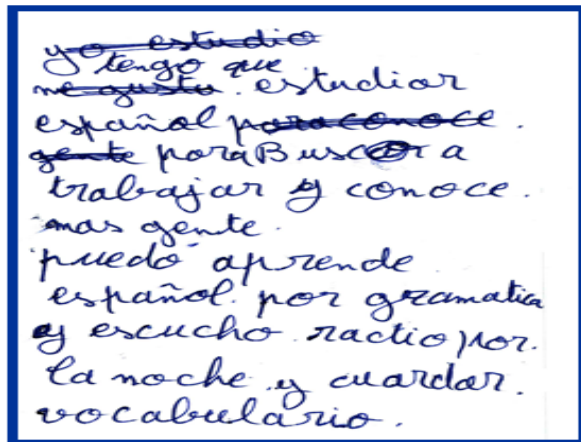 yo estudio
tengo que
me gusta. estudiar
español para conoce.
gente para Buscar a
trabajar y conoce.
mas gente.
puedo aprende
español. por gramatica
y escucho radio por.
la noche y cuardar.
vocabulario.